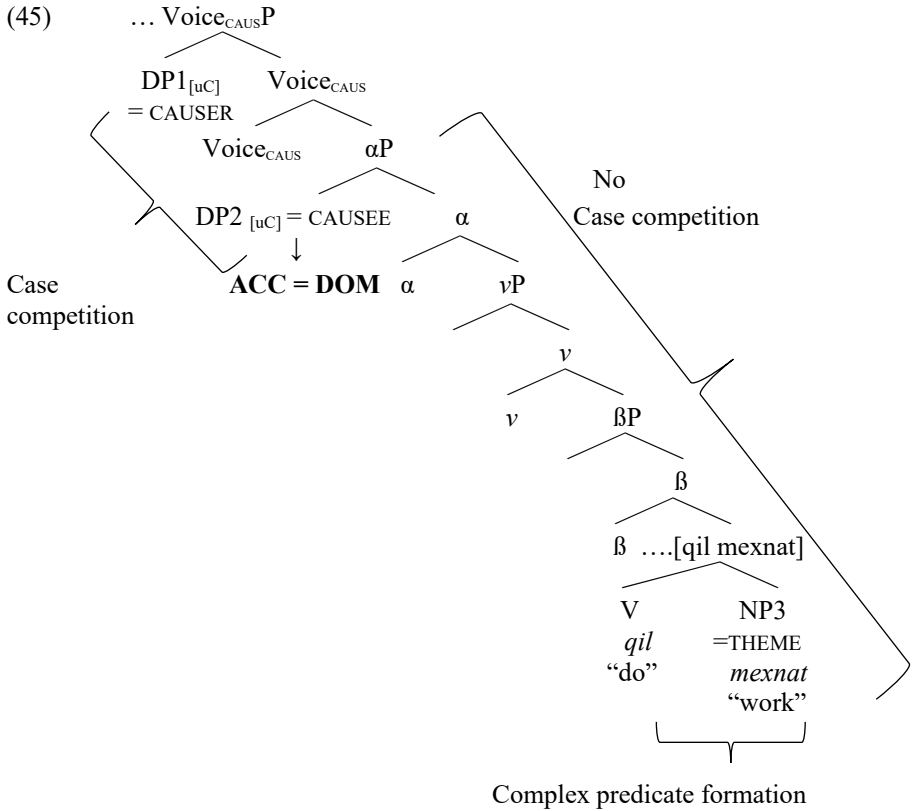 (45) … Voice_CAUS P
DP1[uC] Voice_CAUS
= CAUSER
Voice_CAUS αP
No
DP2 [uC] = CAUSEE α Case competition
↓
Case ACC = DOM α vP
competition
v
v ßP
ß
ß ….[qil mexnat]
V NP3
qil =THEME
“do” mexnat
“work”
Complex predicate formation